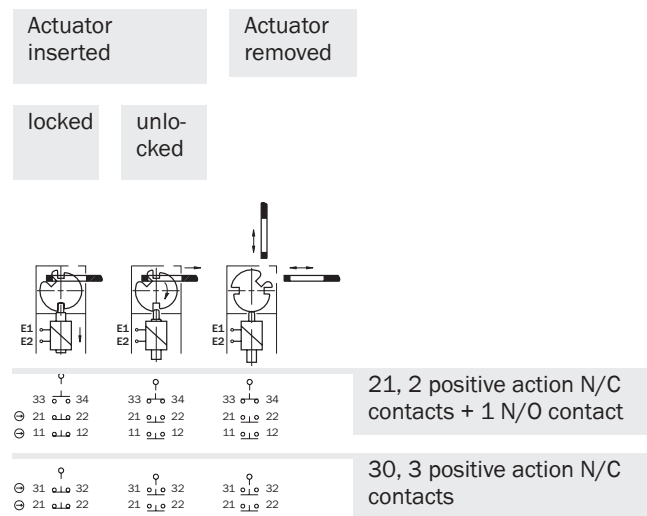 Actuator
inserted
Actuator
removed
locked
unlo-
cked
E1
E2
E1
E2
E1
E2
33 34 33 34 33 34
21 22 21 22 21 22
11 12 11 12 11 12
21, 2 positive action N/C
contacts + 1 N/O contact
31 32 31 32 31 32
21 22 21 22 21 22
30, 3 positive action N/C
contacts